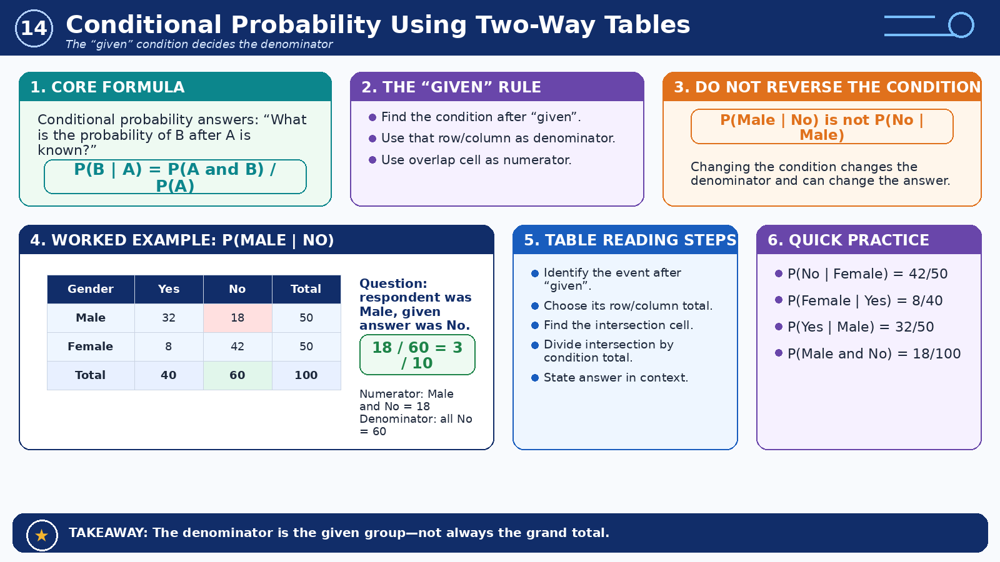 14
Conditional Probability Using Two-Way Tables
The “given” condition decides the denominator
1. CORE FORMULA
Conditional probability answers: “What
is the probability of B after A is
known?”
P(B | A) = P(A and B) /
P(A)
2. THE “GIVEN” RULE
Find the condition after “given”.
Use that row/column as denominator.
Use overlap cell as numerator.
3. DO NOT REVERSE THE CONDITION
P(Male | No) is not P(No |
Male)
Changing the condition changes the
denominator and can change the answer.
4. WORKED EXAMPLE: P(MALE | NO)
Gender Yes No Total
Male 32 18 50
Female 8 42 50
Total 40 60 100
Question:
respondent was
Male, given
answer was No.
18 / 60 = 3
/ 10
Numerator: Male
and No = 18
Denominator: all No
= 60
5. TABLE READING STEPS
Identify the event after
“given”.
Choose its row/column total.
Find the intersection cell.
Divide intersection by
condition total.
State answer in context.
6. QUICK PRACTICE
P(No | Female) = 42/50
P(Female | Yes) = 8/40
P(Yes | Male) = 32/50
P(Male and No) = 18/100
TAKEAWAY: The denominator is the given group—not always the grand total.